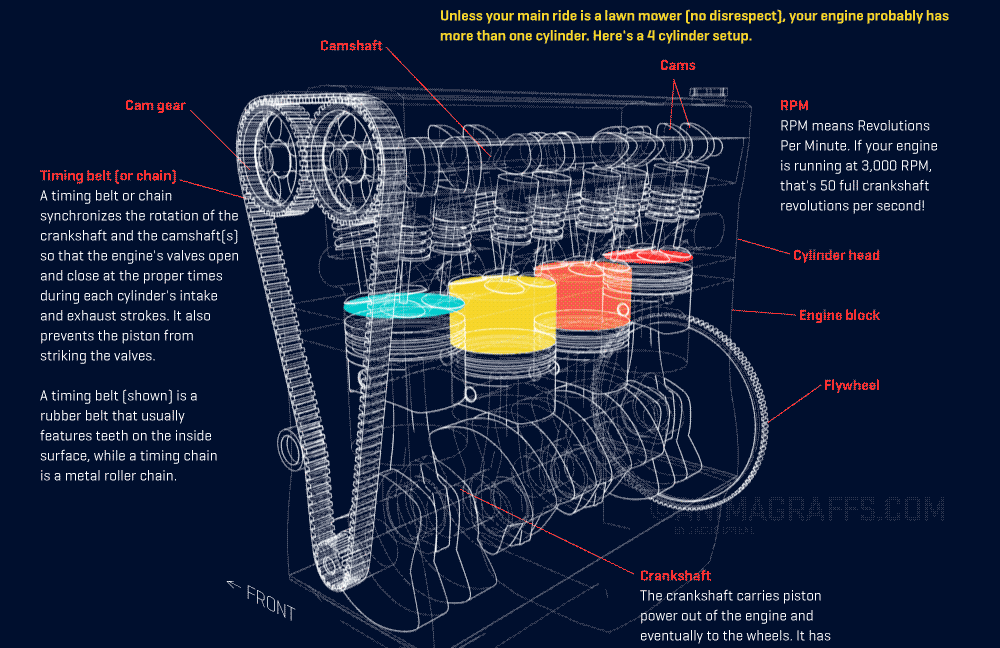 Unless your main ride is a lawn mower (no disrespect), your engine probably has
more than one cylinder. Here's a 4 cylinder setup.
Camshaft
Cams
Cam gear
RPM
RPM means Revolutions
Per Minute. If your engine
is running at 3,000 RPM,
that's 50 full crankshaft
revolutions per second!
Timing belt (or chain)
A timing belt or chain
synchronizes the rotation of the
crankshaft and the camshaft(s)
so that the engine's valves open
and close at the proper times
during each cylinder's intake
and exhaust strokes. It also
prevents the piston from
striking the valves.
A timing belt (shown) is a
rubber belt that usually
features teeth on the inside
surface, while a timing chain
is a metal roller chain.
Cylinder head
Engine block
Flywheel
ANIMAGRAFFS.COM
Crankshaft
The crankshaft carries piston
power out of the engine and
eventually to the wheels. It has
← FRONT